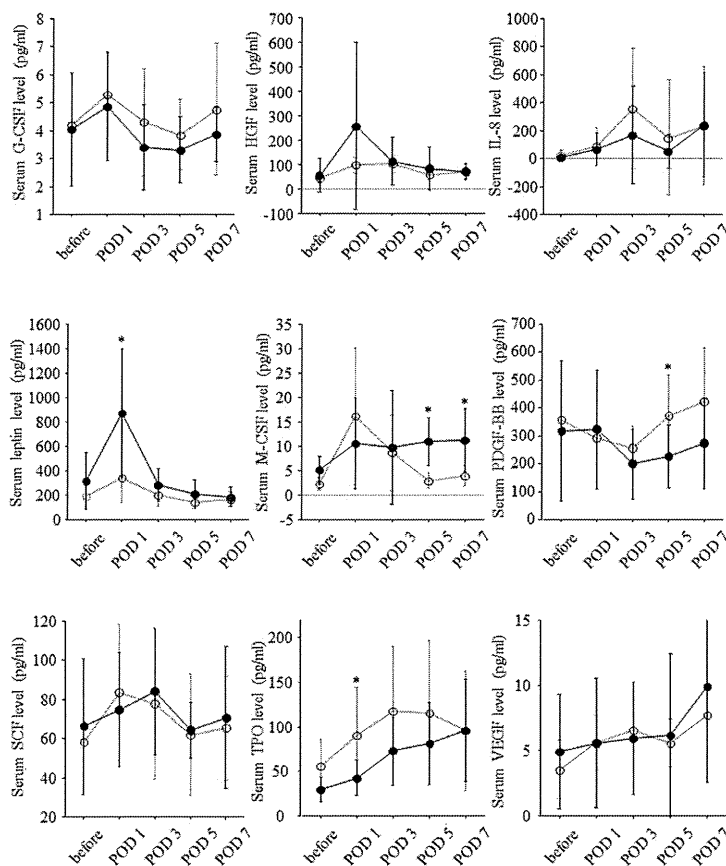 Serum G-CSF level (pg/ml)
8
7
6
5
4
3
2
1
before
POD 1
POD 3
POD 5
POD 7
Serum HGF level (pg/ml)
700
600
500
400
300
200
100
0
-100
before
POD 1
POD 3
POD 5
POD 7
Serum IL-8 level (pg/ml)
1000
800
600
400
200
0
-200
-400
before
POD 1
POD 3
POD 5
POD 7
Serum leptin level (pg/ml)
1600
1400
1200
1000
800
600
400
200
0
*
before
POD 1
POD 3
POD 5
POD 7
Serum M-CSF level (pg/ml)
35
30
25
20
15
10
5
0
-5
*
*
before
POD 1
POD 3
POD 5
POD 7
Serum PDGF-BB level (pg/ml)
700
600
500
400
300
200
100
0
*
before
POD 1
POD 3
POD 5
POD 7
Serum SCF level (pg/ml)
120
100
80
60
40
20
before
POD 1
POD 3
POD 5
POD 7
Serum TPO level (pg/ml)
200
150
100
50
0
*
before
POD 1
POD 3
POD 5
POD 7
Serum VEGF level (pg/ml)
15
10
5
0
before
POD 1
POD 3
POD 5
POD 7